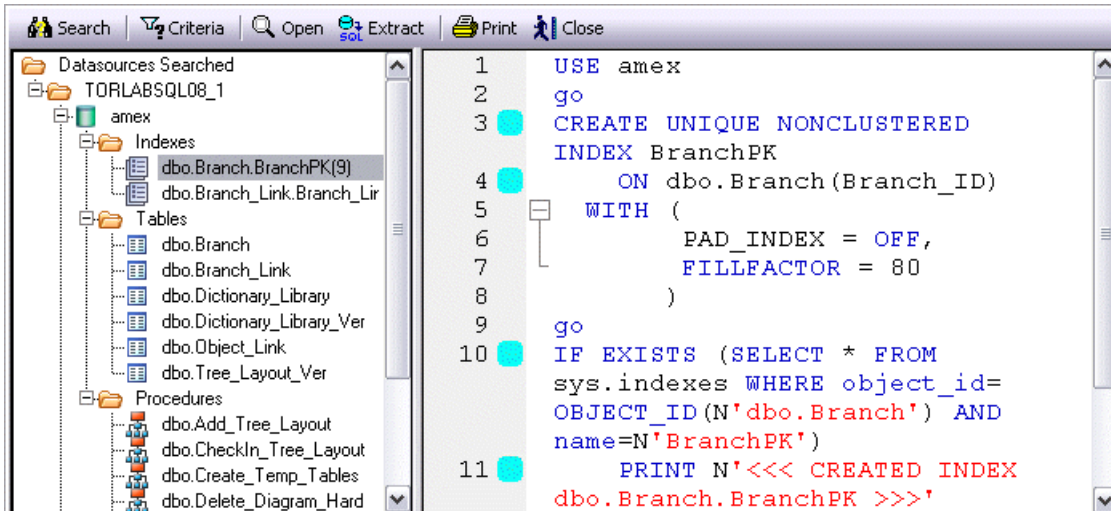 Search Criteria Open Extract Print Close
Datasources Searched
TORLABSQL08_1
amex
Indexes
dbo.Branch.BranchPK(9)
dbo.Branch_Link.Branch_Lir
Tables
dbo.Branch
dbo.Branch_Link
dbo.Dictionary_Library
dbo.Dictionary_Library_Ver
dbo.Object_Link
dbo.Tree_Layout_Ver
Procedures
dbo.Add_Tree_Layout
dbo.CheckIn_Tree_Layout
dbo.Create_Temp_Tables
dbo.Delete_Diagram_Hard
1 USE amex
2 go
3 CREATE UNIQUE NONCLUSTERED
INDEX BranchPK
4 ON dbo.Branch(Branch_ID)
5 WITH (
6 PAD_INDEX = OFF,
7 FILLFACTOR = 80
8 )
9 go
10 IF EXISTS (SELECT * FROM
sys.indexes WHERE object_id=
OBJECT_ID(N'dbo.Branch') AND
name=N'BranchPK')
11 PRINT N'<<< CREATED INDEX
dbo.Branch.BranchPK >>>'